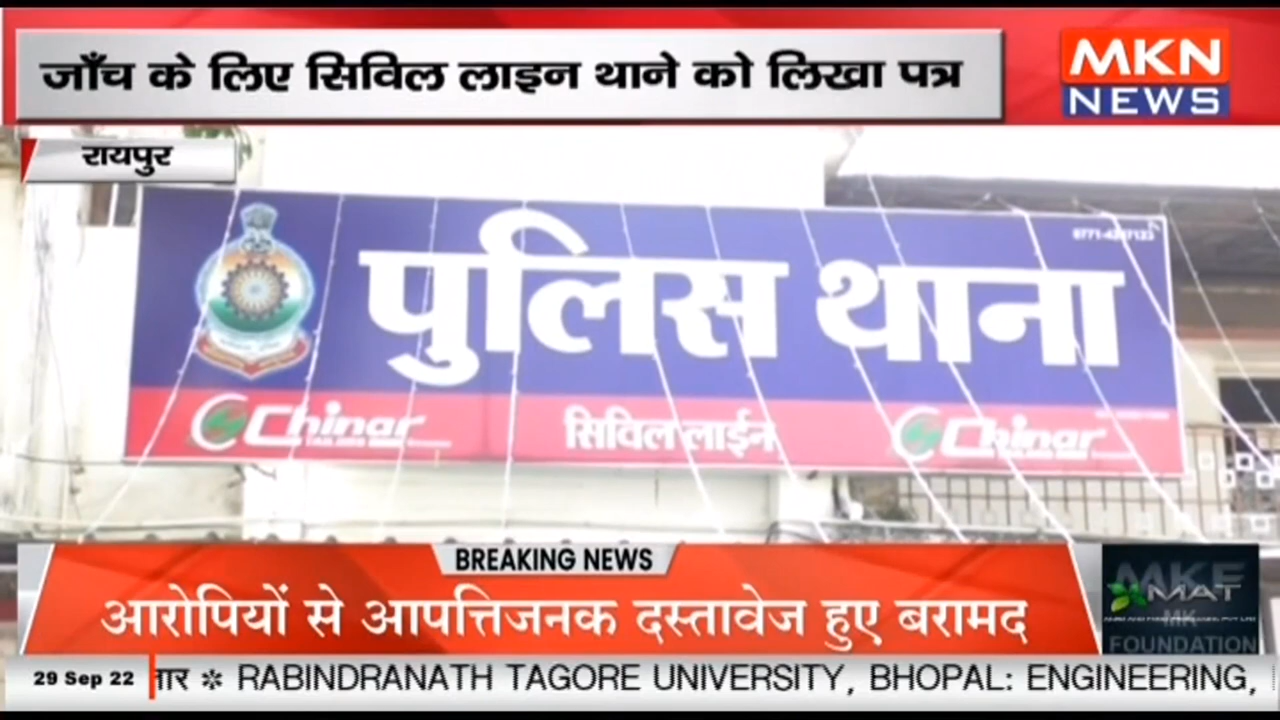 जाँच के लिए सिविल लाइन थाने को लिखा पत्र
MKN
NEWS
रायपुर
पुलिस थाना
Chinar
सिविल लाईन
Chinar
BREAKING NEWS
आरोपियों से आपत्तिजनक दस्तावेज हुए बरामद
MAT
FOUNDATION
29 Sep 22
❇ RABINDRANATH TAGORE UNIVERSITY, BHOPAL: ENGINEERING,